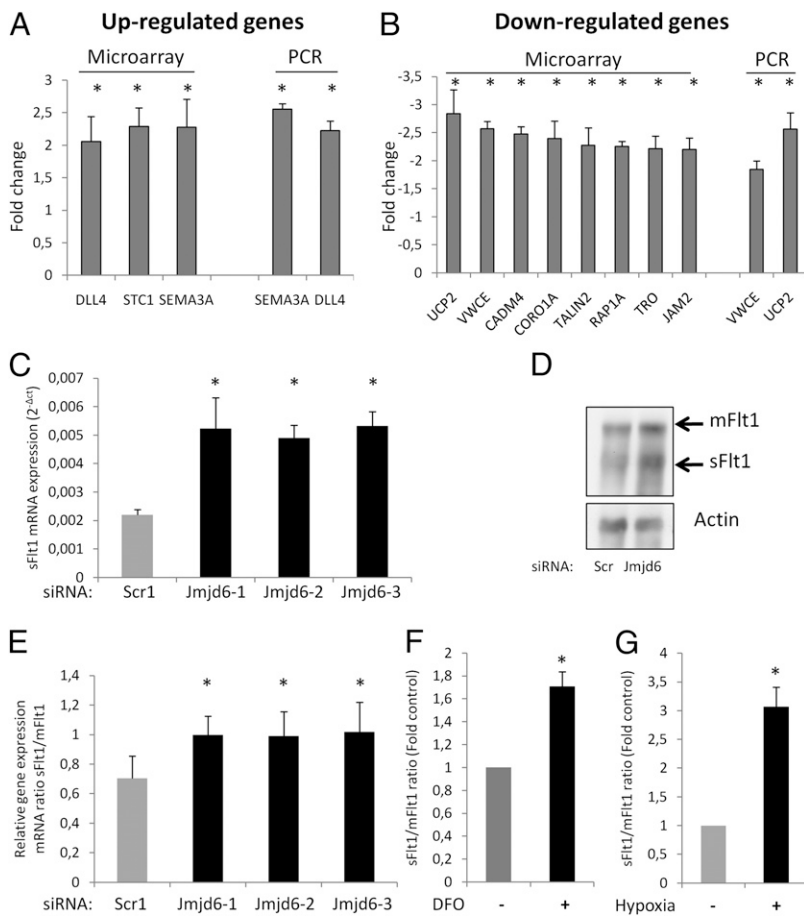 A
Up-regulated genes
Microarray
PCR
* * * * *
Fold change
3
2,5
2
1,5
1
0,5
0
DLL4 STC1 SEMA3A SEMA3A DLL4
B
Down-regulated genes
Microarray
PCR
* * * * * * * * * *
Fold change
-3,5
-3
-2,5
-2
-1,5
-1
-0,5
0
UCP2 VWCE CADM4 CORO1A TALIN2 RAP1A TRO JAM2 VWCE UCP2
C
sFlt1 mRNA expression (2^-Δct)
0,007
0,006
0,005
0,004
0,003
0,002
0,001
0,000
* * *
siRNA: Scr1 Jmjd6-1 Jmjd6-2 Jmjd6-3
D
mFlt1
sFlt1
Actin
siRNA: Scr Jmjd6
E
Relative gene expression
mRNA ratio sFlt1/mFlt1
1,4
1,2
1
0,8
0,6
0,4
0,2
0
* * *
siRNA: Scr1 Jmjd6-1 Jmjd6-2 Jmjd6-3
F
sFlt1/mFlt1 ratio (Fold control)
2
1,8
1,6
1,4
1,2
1
0,8
0,6
0,4
0,2
0
*
DFO - +
G
sFlt1/mFlt1 ratio (Fold control)
4
3,5
3
2,5
2
1,5
1
0,5
0
*
Hypoxia - +